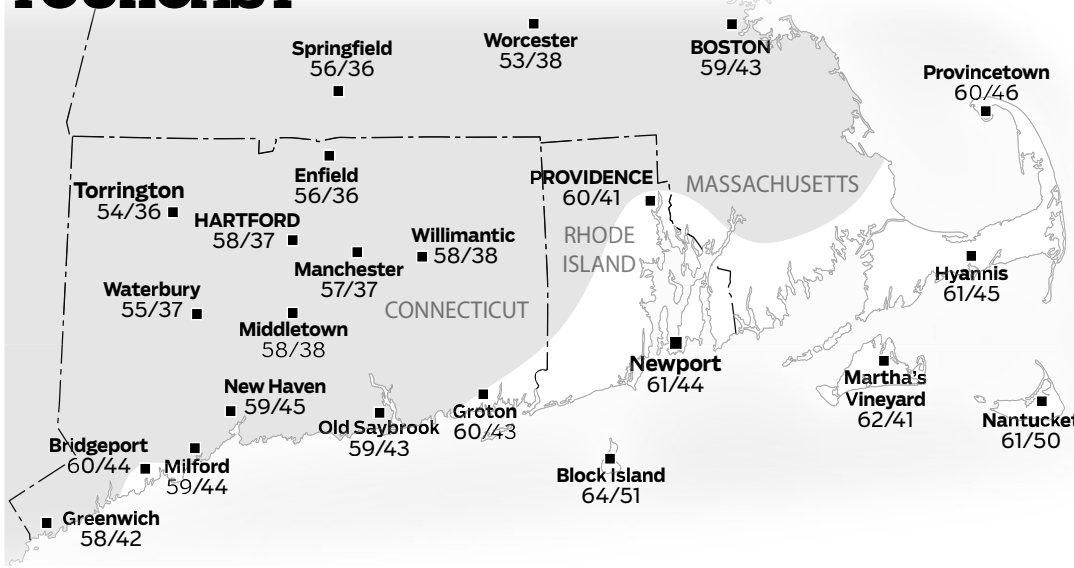 Springfield
56/36
Worcester
53/38
BOSTON
59/43
Provincetown
60/46
Enfield
56/36
Torrington
54/36
PROVIDENCE
60/41
MASSACHUSETTS
HARTFORD
58/37
Willimantic
58/38
RHODE
ISLAND
Manchester
57/37
Hyannis
61/45
Waterbury
55/37
CONNECTICUT
Middletown
58/38
Newport
61/44
Martha's
Vineyard
62/41
New Haven
59/45
Old Saybrook
59/43
Groton
60/43
Nantucket
61/50
Bridgeport
60/44
Milford
59/44
Block Island
64/51
Greenwich
58/42